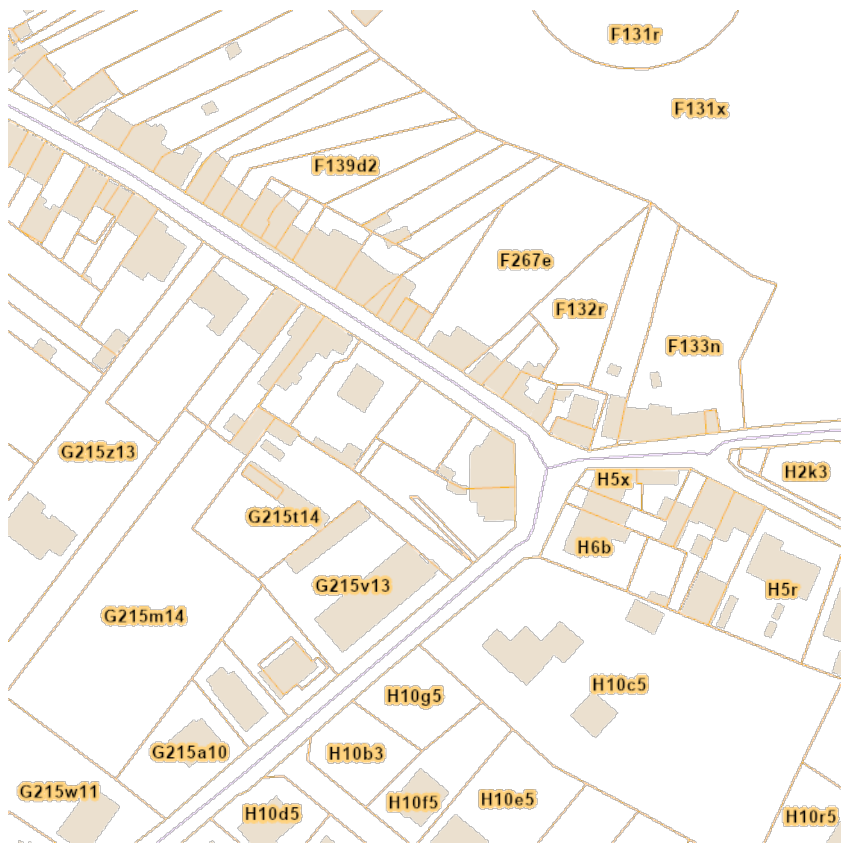 F131r
F131x
F139d2
F267e
F132r
F133n
G215z13
H2k3
H5x
G215t14
H6b
G215v13
H5r
G215m14
H10c5
H10g5
G215a10
H10b3
G215w11
H10f5
H10e5
H10d5
H10r5